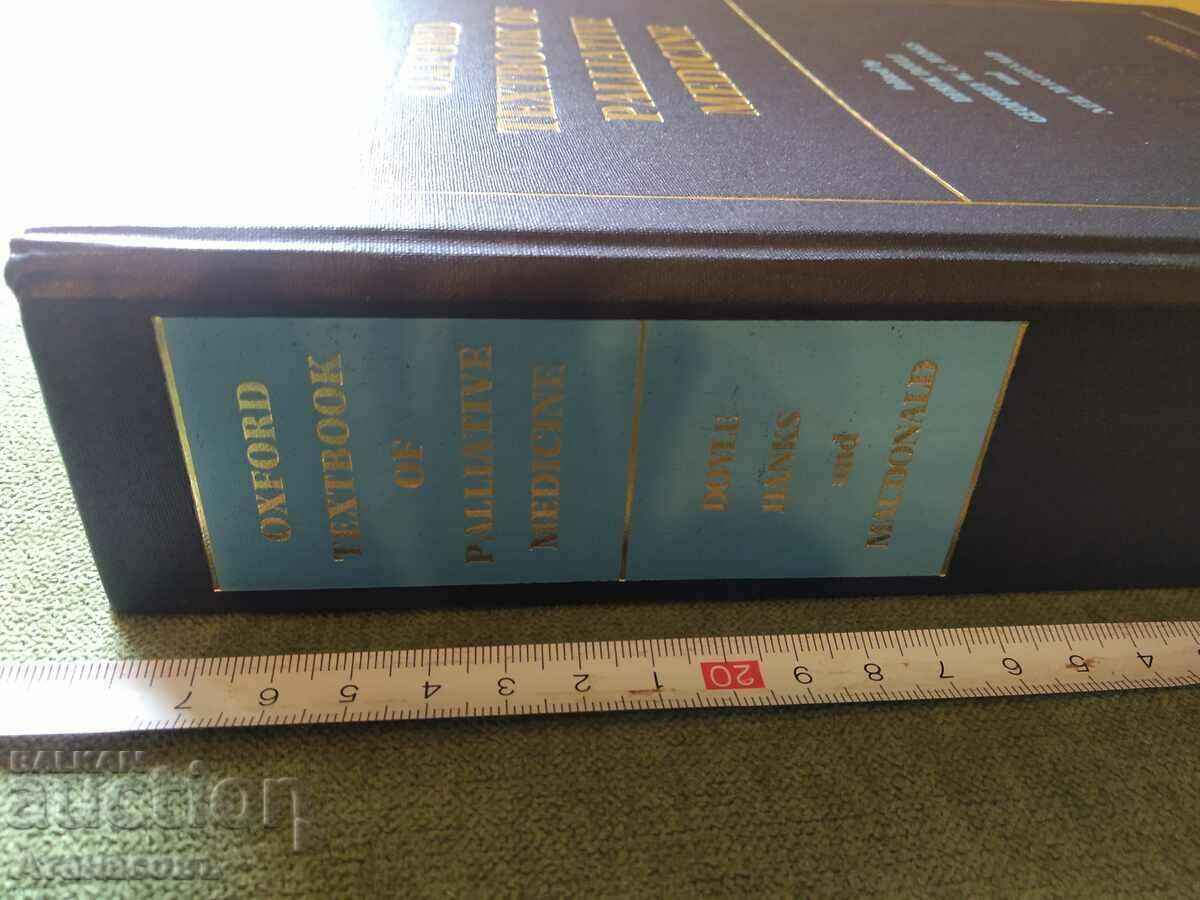 OXFORD
TEXTBOOK OF
PALLIATIVE
MEDICINE
OXFORD
TEXTBOOK
OF
PALLIATIVE
MEDICINE
DOYLE
HANKS
and
MACDONALD
7 6 5 4 3 2 1 20 9 8 7 6 5 4
BALKAN
auction